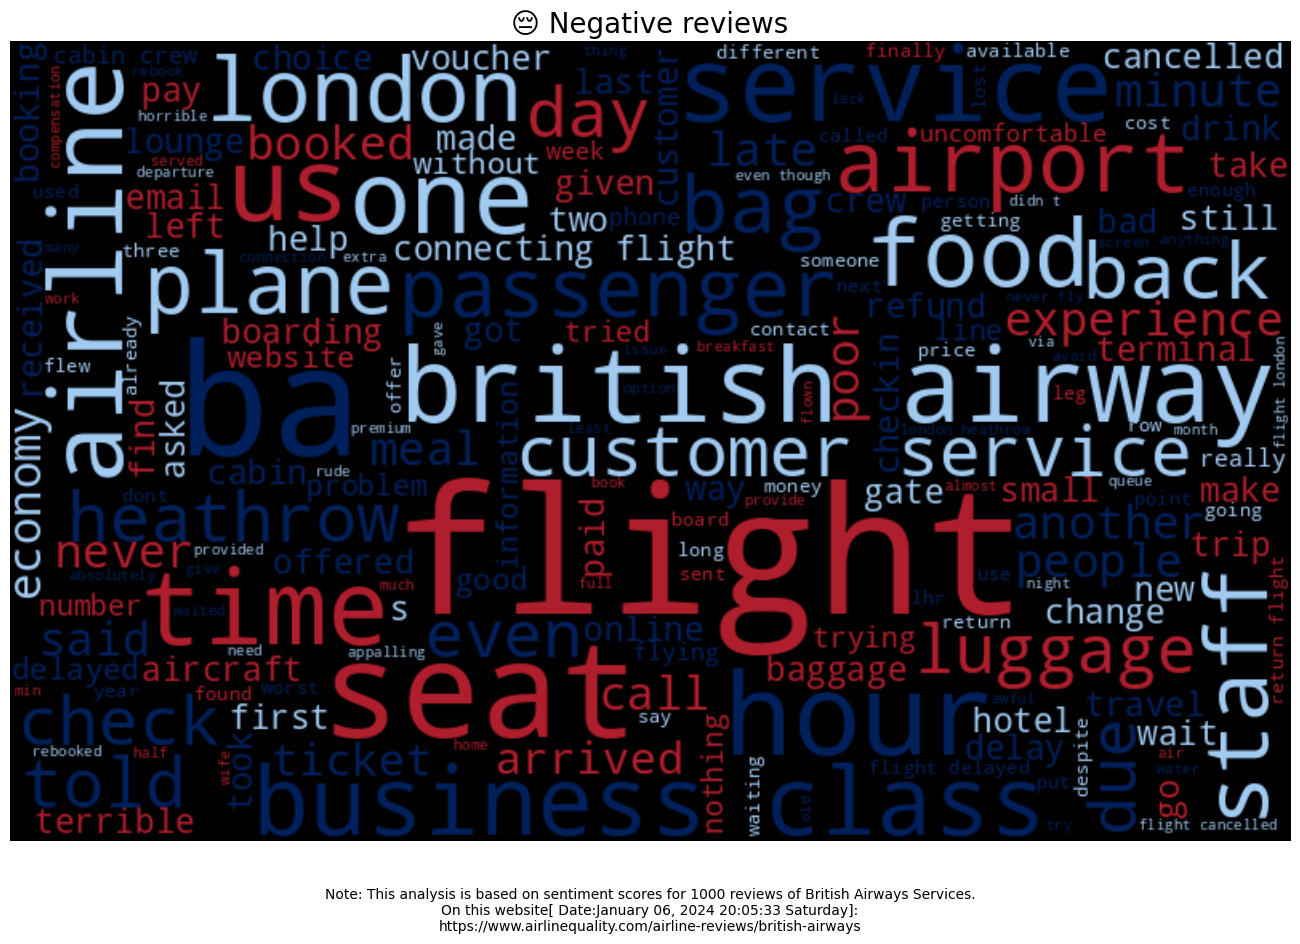 😔 Negative reviews
booking
cabin crew
rebook
compensation
horrible
airline
london
choice
voucher
thing
last
customer
service
different
finally
available
cancelled
lost
lack
minute
pay
lounge
booked
made
day
late
called
uncomfortable
cost
drink
served
departure
without
week
even though
airport
take
used
email
left
us
one
given
two
phone
bag
crew
person
didn t
enough
many
three
help
connecting flight
getting
bad
still
screen
anything
received
connection
extra
someone
food
back
work
plane
passenger
next
refund
never fly
experience
boarding
website
got
tried
contact
poor
line
via
terminal
flew
already
gave
issue
breakfast
checkin
price
avoid
ba
offer
british airway
option
flown
leg
flight london
economy
find
asked
premium
information
least
london heathrow
row
month
meal
customer service
really
cabin
rude
problem
dont
book
way
money
gate
queue
almost
small
make
heathrow
flight
paid
provide
point
going
never
provided
board
another
trip
offered
good
long
people
absolutely
give
much
full
sent
use
night
return flight
number
waited
time
s
lhr
new
change
said
even
online
trying
return
staff
need
appalling
flying
delayed
aircraft
baggage
luggage
min
year
found
worst
seat
call
awful
travel
check
first
say
hour
hotel
wait
rebooked
half
home
nothing
delay
despite
due
told
wife
took
ticket
arrived
waiting
flight delayed
put
air
water
go
terrible
business class
old
try
flight cancelled
Note: This analysis is based on sentiment scores for 1000 reviews of British Airways Services.
On this website[ Date:January 06, 2024 20:05:33 Saturday]:
https://www.airlinequality.com/airline-reviews/british-airways